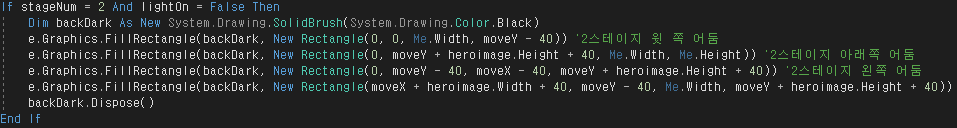 If stageNum = 2 And lightOn = False Then
Dim backDark As New System.Drawing.SolidBrush(System.Drawing.Color.Black)
e.Graphics.FillRectangle(backDark, New Rectangle(0, 0, Me.Width, moveY - 40)) '2스테이지 윗 쪽 어둠
e.Graphics.FillRectangle(backDark, New Rectangle(0, moveY + heroimage.Height + 40, Me.Width, Me.Height)) '2스테이지 아래쪽 어둠
e.Graphics.FillRectangle(backDark, New Rectangle(0, moveY - 40, moveX - 40, moveY + heroimage.Height + 40)) '2스테이지 왼쪽 어둠
e.Graphics.FillRectangle(backDark, New Rectangle(moveX + heroimage.Width + 40, moveY - 40, Me.Width, moveY + heroimage.Height + 40))
backDark.Dispose()
End If